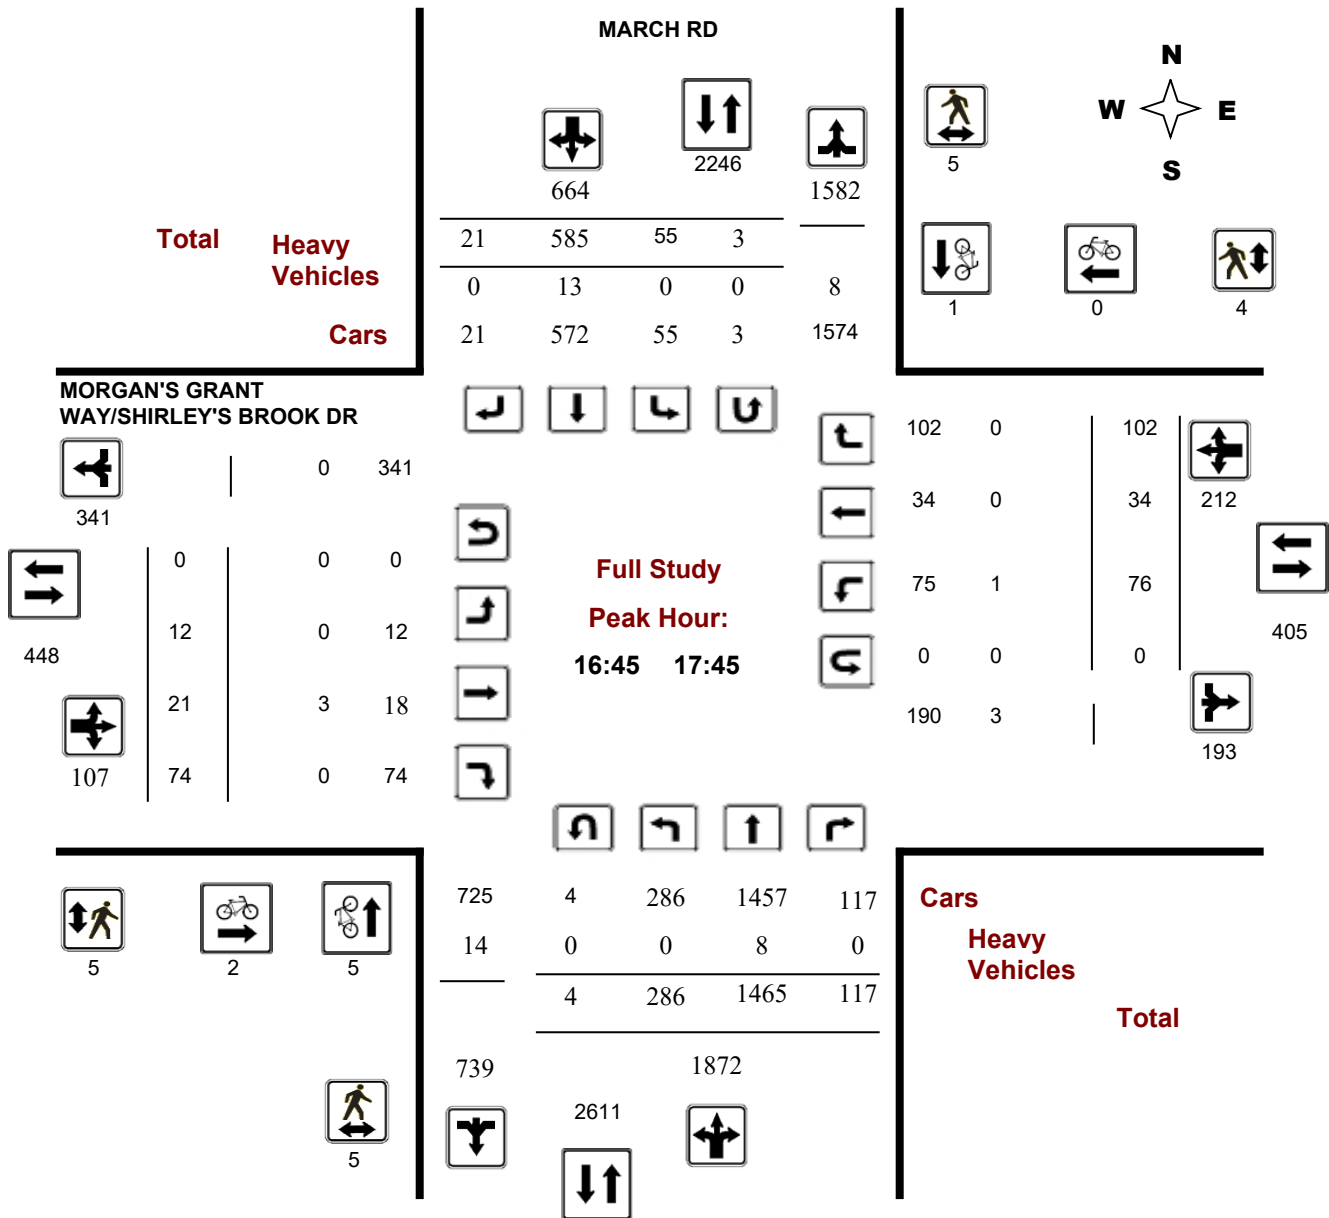 MARCH RD
N
W E
S
664
2246
1582
5
Total
Heavy
Vehicles
Cars
21 585 55 3
0 13 0 0 8
21 572 55 3 1574
1 0 4
MORGAN'S GRANT
WAY/SHIRLEY'S BROOK DR
341
0 341
448
0 0 0
12 0 12
21 3 18
107
74 0 74
Full Study
Peak Hour:
16:45 17:45
102 0 102
34 0 34
212
75 1 76
405
0 0 0
190 3
193
5 2 5
5
725 4 286 1457 117
14 0 0 8 0
4 286 1465 117
739
2611
1872
Cars
Heavy
Vehicles
Total